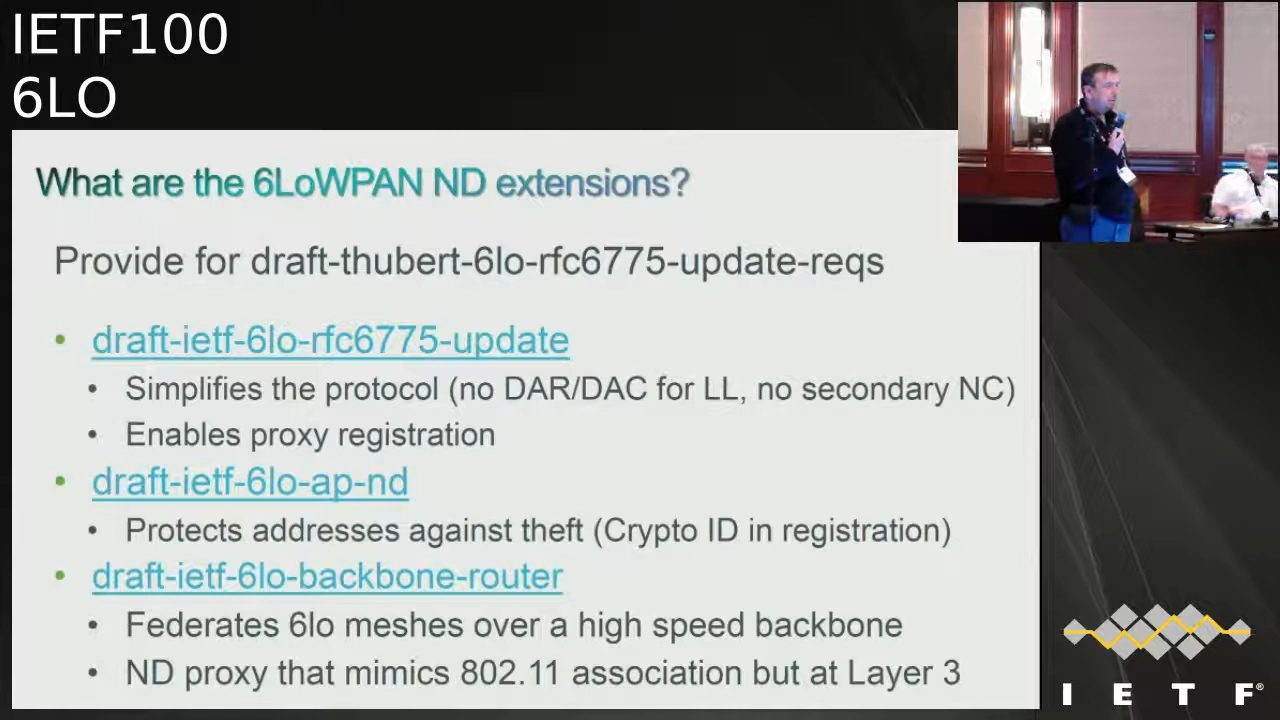 IETF100
6LO
What are the 6LoWPAN ND extensions?
Provide for draft-thubert-6lo-rfc6775-update-reqs
• draft-ietf-6lo-rfc6775-update
• Simplifies the protocol (no DAR/DAC for LL, no secondary NC)
• Enables proxy registration
• draft-ietf-6lo-ap-nd
• Protects addresses against theft (Crypto ID in registration)
• draft-ietf-6lo-backbone-router
• Federates 6lo meshes over a high speed backbone
• ND proxy that mimics 802.11 association but at Layer 3
I E T F®